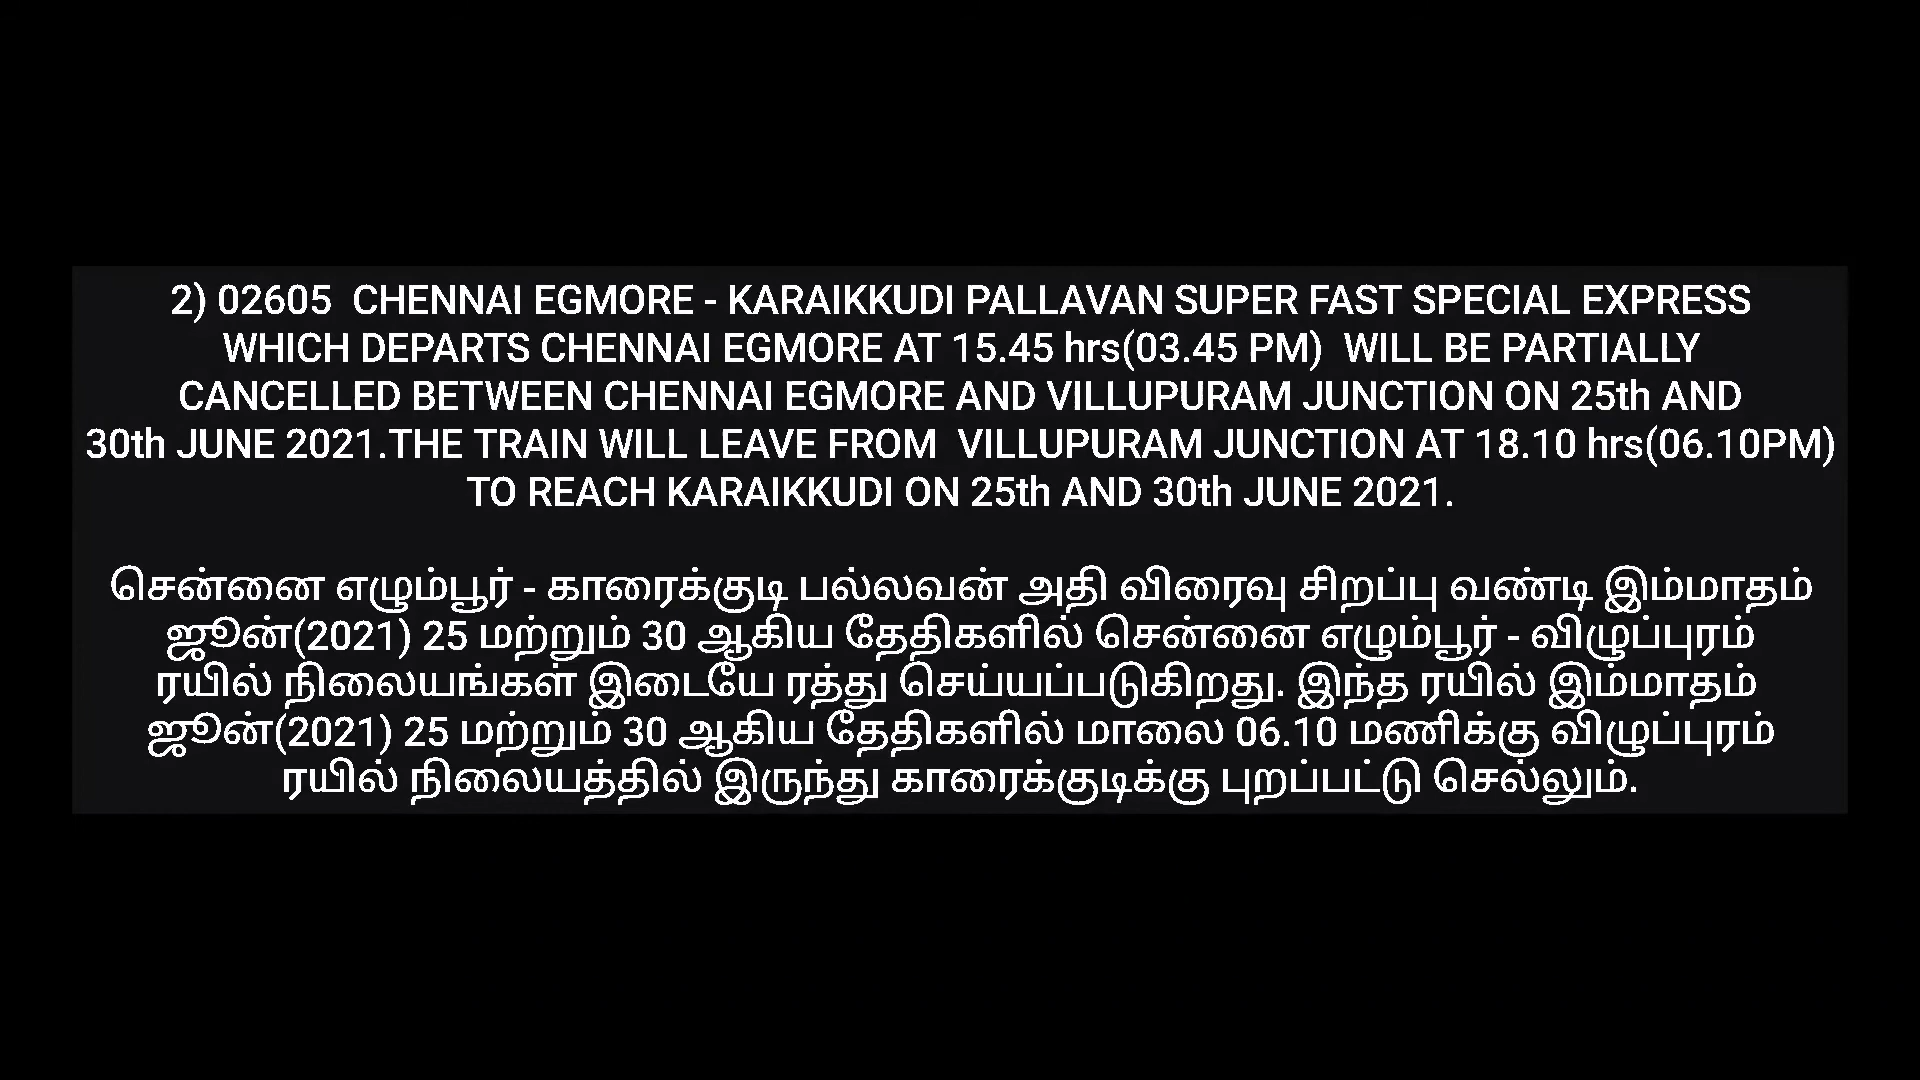 2) 02605  CHENNAI EGMORE - KARAIKKUDI PALLAVAN SUPER FAST SPECIAL EXPRESS
WHICH DEPARTS CHENNAI EGMORE AT 15.45 hrs(03.45 PM)  WILL BE PARTIALLY
CANCELLED BETWEEN CHENNAI EGMORE AND VILLUPURAM JUNCTION ON 25th AND
30th JUNE 2021.THE TRAIN WILL LEAVE FROM  VILLUPURAM JUNCTION AT 18.10 hrs(06.10PM)
TO REACH KARAIKKUDI ON 25th AND 30th JUNE 2021.
சென்னை எழும்பூர் - காரைக்குடி பல்லவன் அதி விரைவு சிறப்பு வண்டி இம்மாதம்
ஜூன்(2021) 25 மற்றும் 30 ஆகிய தேதிகளில் சென்னை எழும்பூர் - விழுப்புரம்
ரயில் நிலையங்கள் இடையே ரத்து செய்யப்படுகிறது. இந்த ரயில் இம்மாதம்
ஜூன்(2021) 25 மற்றும் 30 ஆகிய தேதிகளில் மாலை 06.10 மணிக்கு விழுப்புரம்
ரயில் நிலையத்தில் இருந்து காரைக்குடிக்கு புறப்பட்டு செல்லும்.